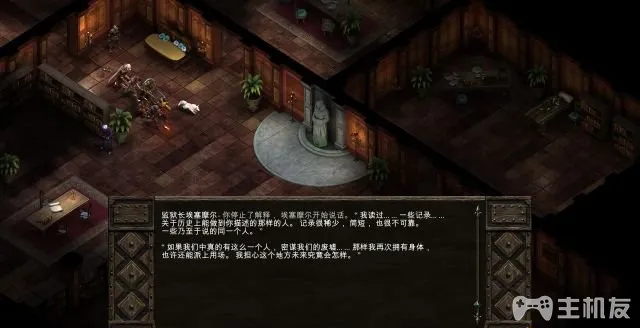 监狱长埃塞摩尔- 你停止了解释，埃塞摩尔开始说话。 "我读过……一些记录……
关于历史上能做到你描述的那样的人。 记录很稀少， 简短， 也很不可靠。
一些乃至于说的同一个人。 "
"如果我们中真的有这么一个人， 密谋我们的废墟……那样我再次拥有身体，
也许还能派上用场。 我担心这个地方未来究竟会怎样。 "
主机友